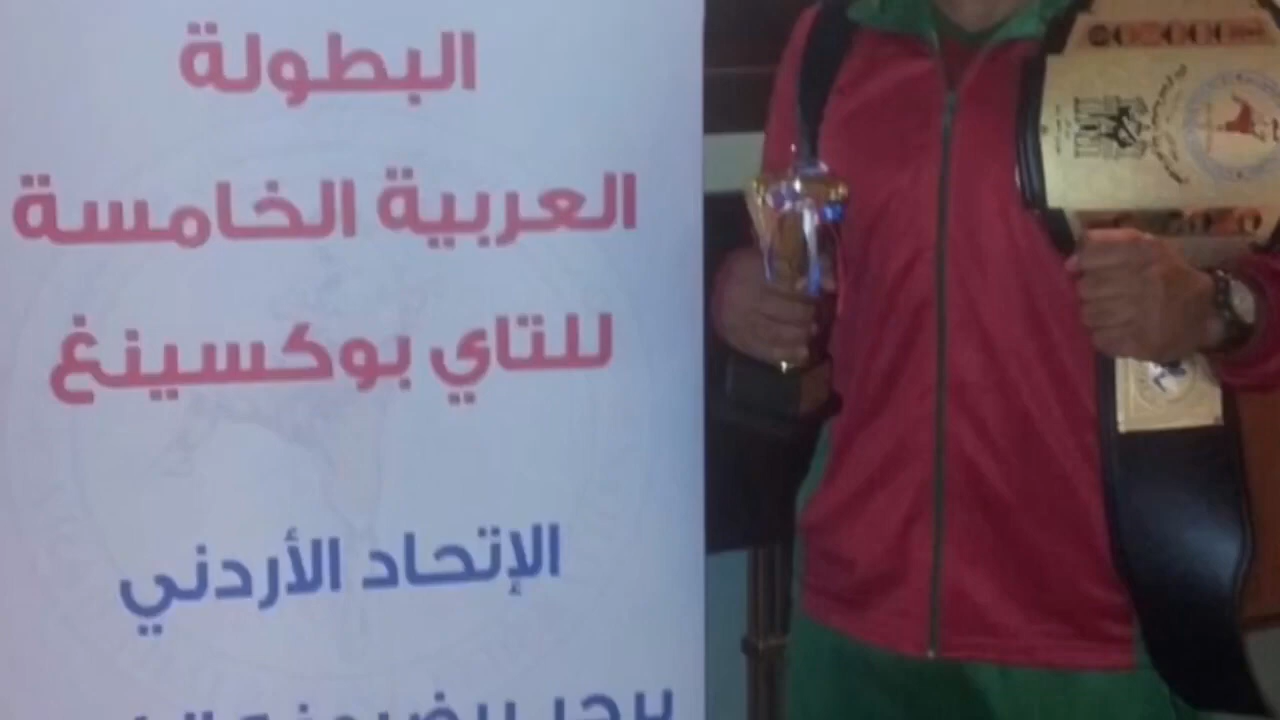 البطولة
العربية الخامسة
للتاي بوكسينغ
الإتحاد الأردني